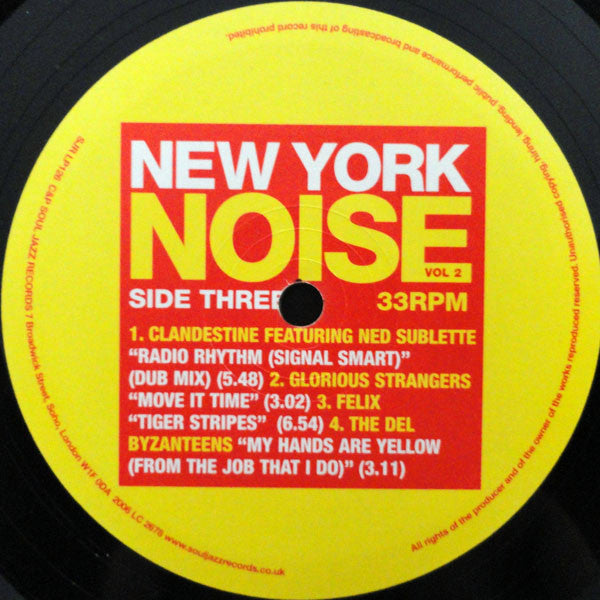 NEW YORK
NOISE
VOL 2
SIDE THREE 33RPM
1. CLANDESTINE FEATURING NED SUBLETTE
“RADIO RHYTHM (SIGNAL SMART)”
(DUB MIX) (5.48) 2. GLORIOUS STRANGERS
“MOVE IT TIME” (3.02) 3. FELIX
“TIGER STRIPES” (6.54) 4. THE DEL
BYZANTEENS “MY HANDS ARE YELLOW
(FROM THE JOB THAT I DO)” (3.11)
SJR LP126 C&P SOUL JAZZ RECORDS 7 Broadwick Street, Soho, London W1F 0DA 2006 LC 2678 www.souljazzrecords.co.uk
All rights of the producer and of the owner of the works reproduced reserved. Unauthorised copying, hiring, lending, public performance and broadcasting of this record prohibited.